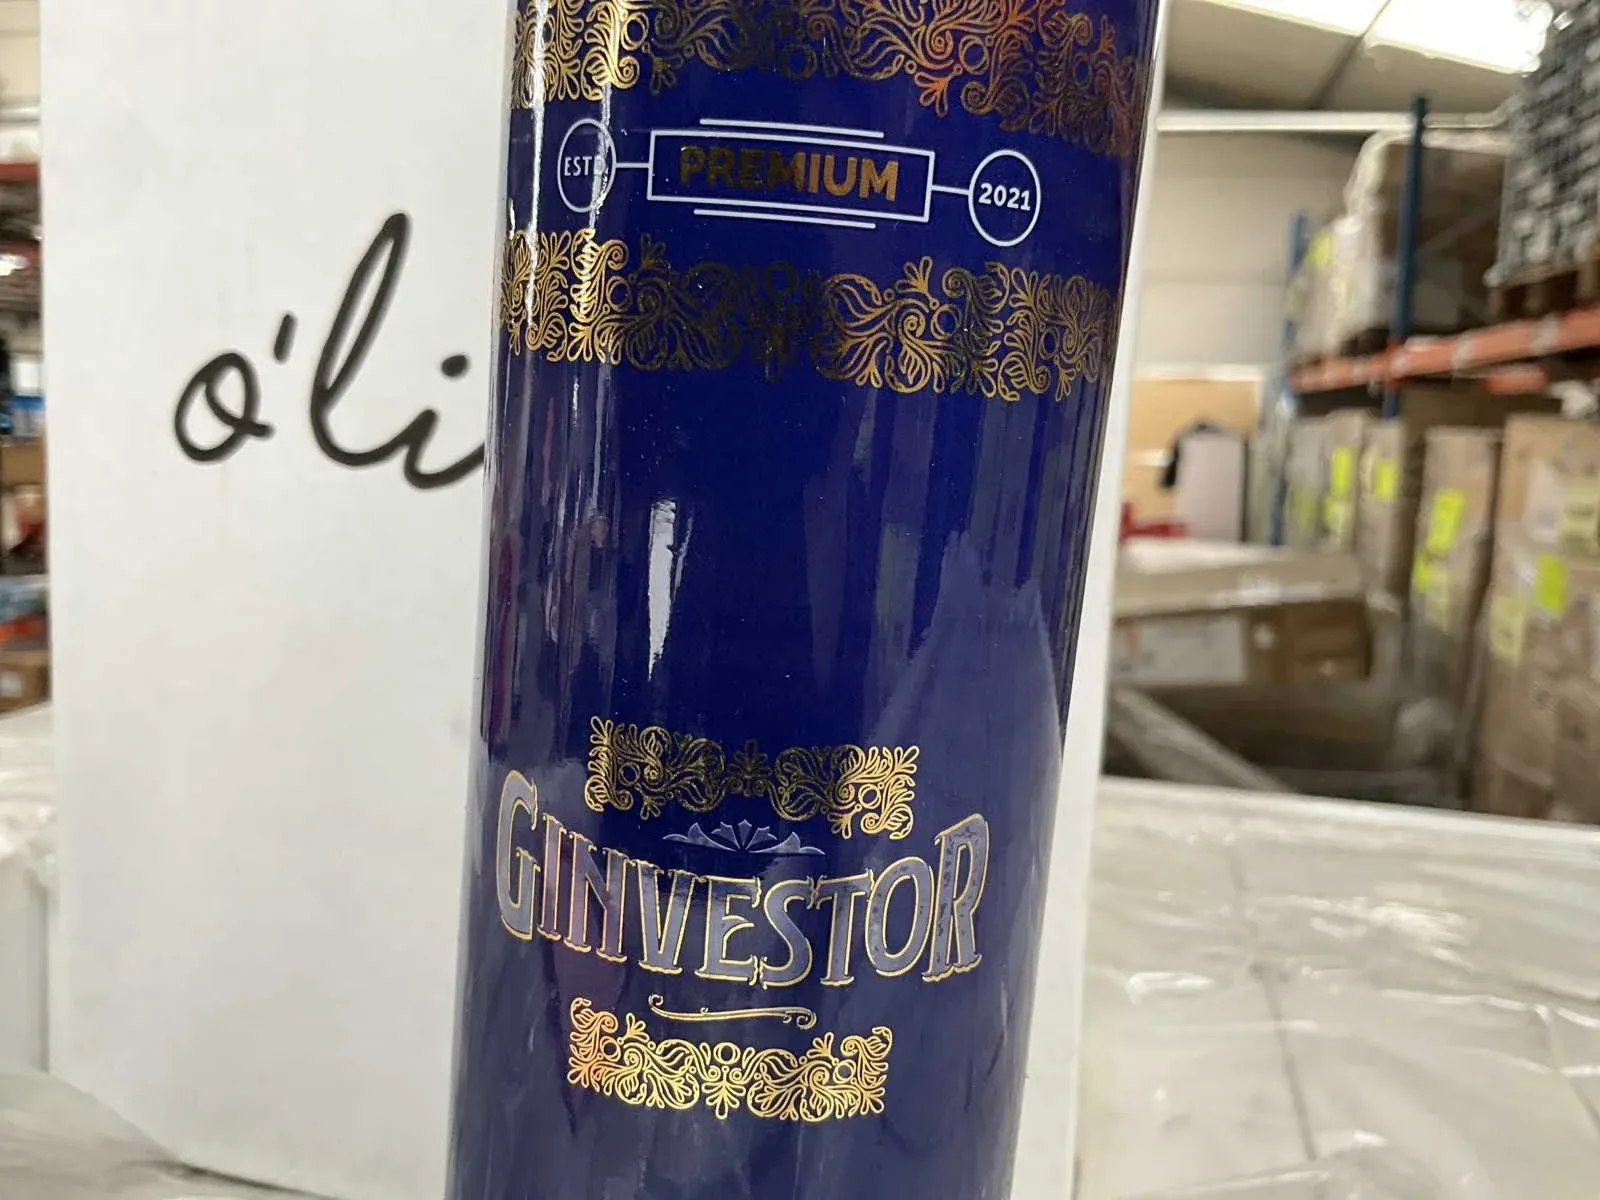 o'li
ESTD
PREMIUM
2021
GINVESTOR